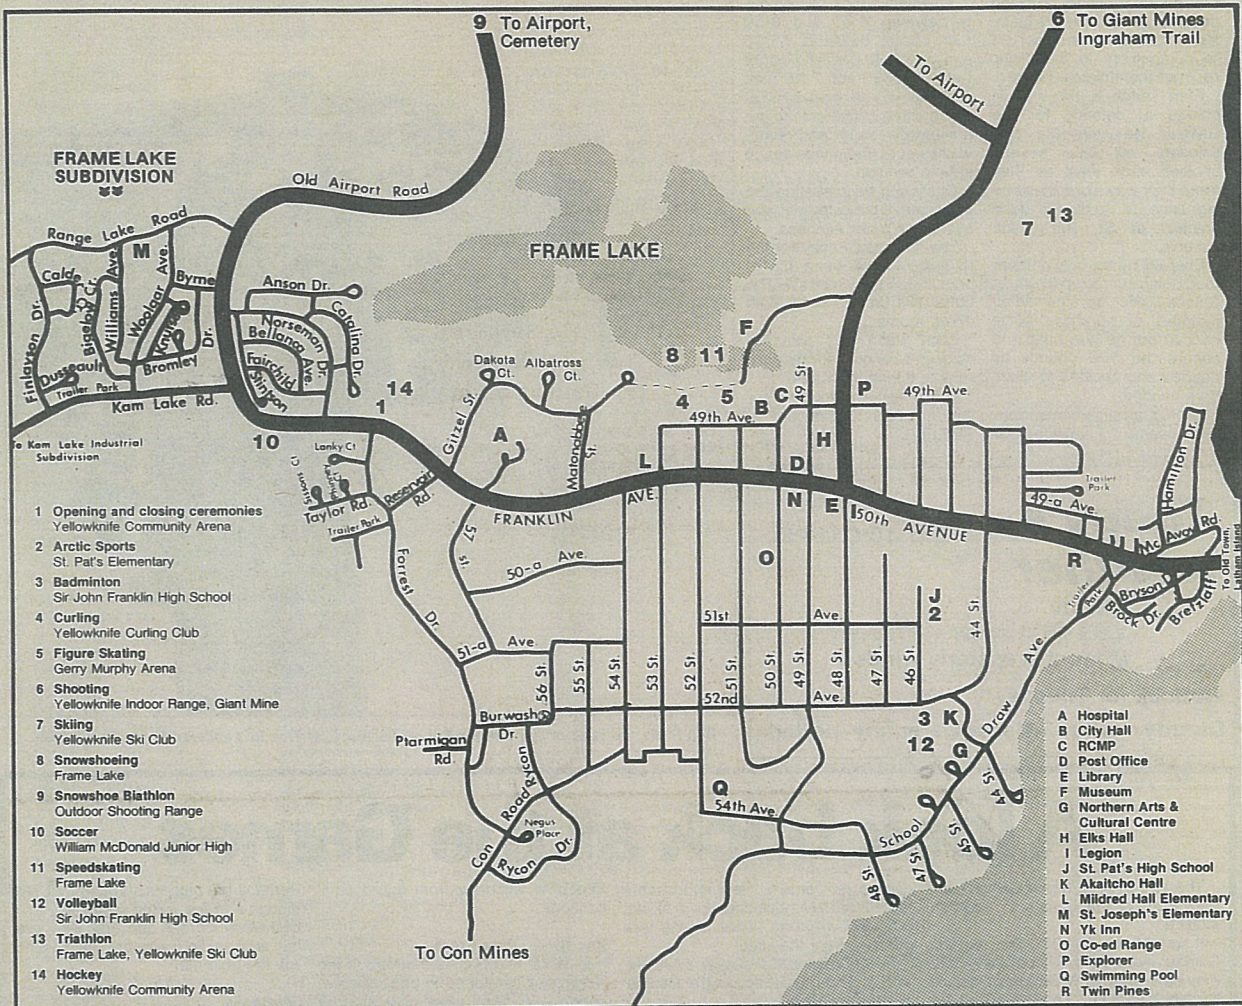 9 To Airport,
Cemetery
6 To Giant Mines
Ingraham Trail
To Airport
FRAME LAKE
SUBDIVISION
Old Airport Road
Range Lake Road
M
7 13
FRAME LAKE
Calder Cr.
Finlayson Dr.
Bigelow Cr.
Williams Ave.
Woolgar Ave.
Byrne
Dr.
Bromley
Dusseault
Trailer Park
Kam Lake Rd.
To Kam Lake Industrial
Subdivision
Anson Dr.
Catalina Dr.
Norseman
Dr.
Bellanca
Ave.
Fairchild
Stinson
14
1
10
Dakota
Ct.
Albatross
Ct.
Gitzel St.
A
Matonabbee
St.
8 11
F
4 5
B C
49 St.
49th Ave.
P
49th Ave.
H
L
D
N
E
I
AVE.
FRANKLIN
50th AVENUE
Lanky Ct
Sissons Ct
Taylor Rd.
Reservoir
Rd.
Trailer Park
Forrest Dr.
57 St.
50-a Ave.
51-a Ave.
O
51st Ave.
J
2
44 St.
Trailer
Park
49-a Ave.
Hamilton Dr.
R
U
Mc Avoy Rd.
Bryson Dr.
Brock Dr.
Bretzlaff
Trailer
Park
To Old Town,
Latham Island
56 St.
55 St.
54 St.
53 St.
52 St.
51 St.
50 St.
49 St.
48 St.
47 St.
46 St.
52nd Ave.
Burwash
Dr.
Ptarmigan
Rd
3 K
12
G
Draw Ave.
44 St.
45 St.
47 St.
48 St.
School
Q
54th Ave.
Con Road
Rycon
Negus
Place
Rycon Dr.
To Con Mines
1 Opening and closing ceremonies
Yellowknife Community Arena
2 Arctic Sports
St. Pat's Elementary
3 Badminton
Sir John Franklin High School
4 Curling
Yellowknife Curling Club
5 Figure Skating
Gerry Murphy Arena
6 Shooting
Yellowknife Indoor Range, Giant Mine
7 Skiing
Yellowknife Ski Club
8 Snowshoeing
Frame Lake
9 Snowshoe Biathlon
Outdoor Shooting Range
10 Soccer
William McDonald Junior High
11 Speedskating
Frame Lake
12 Volleyball
Sir John Franklin High School
13 Triathlon
Frame Lake, Yellowknife Ski Club
14 Hockey
Yellowknife Community Arena
A Hospital
B City Hall
C RCMP
D Post Office
E Library
F Museum
G Northern Arts &
Cultural Centre
H Elks Hall
I Legion
J St. Pat's High School
K Akaitcho Hall
L Mildred Hall Elementary
M St. Joseph's Elementary
N Yk Inn
O Co-ed Range
P Explorer
Q Swimming Pool
R Twin Pines